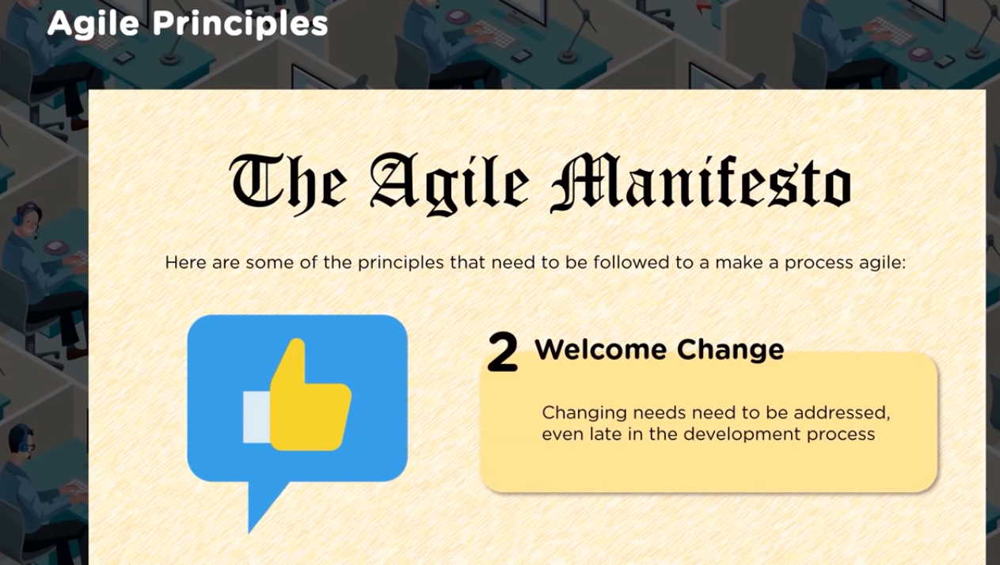 Agile Principles
The Agile Manifesto
Here are some of the principles that need to be followed to a make a process agile:
2 Welcome Change
Changing needs need to be addressed,
even late in the development process